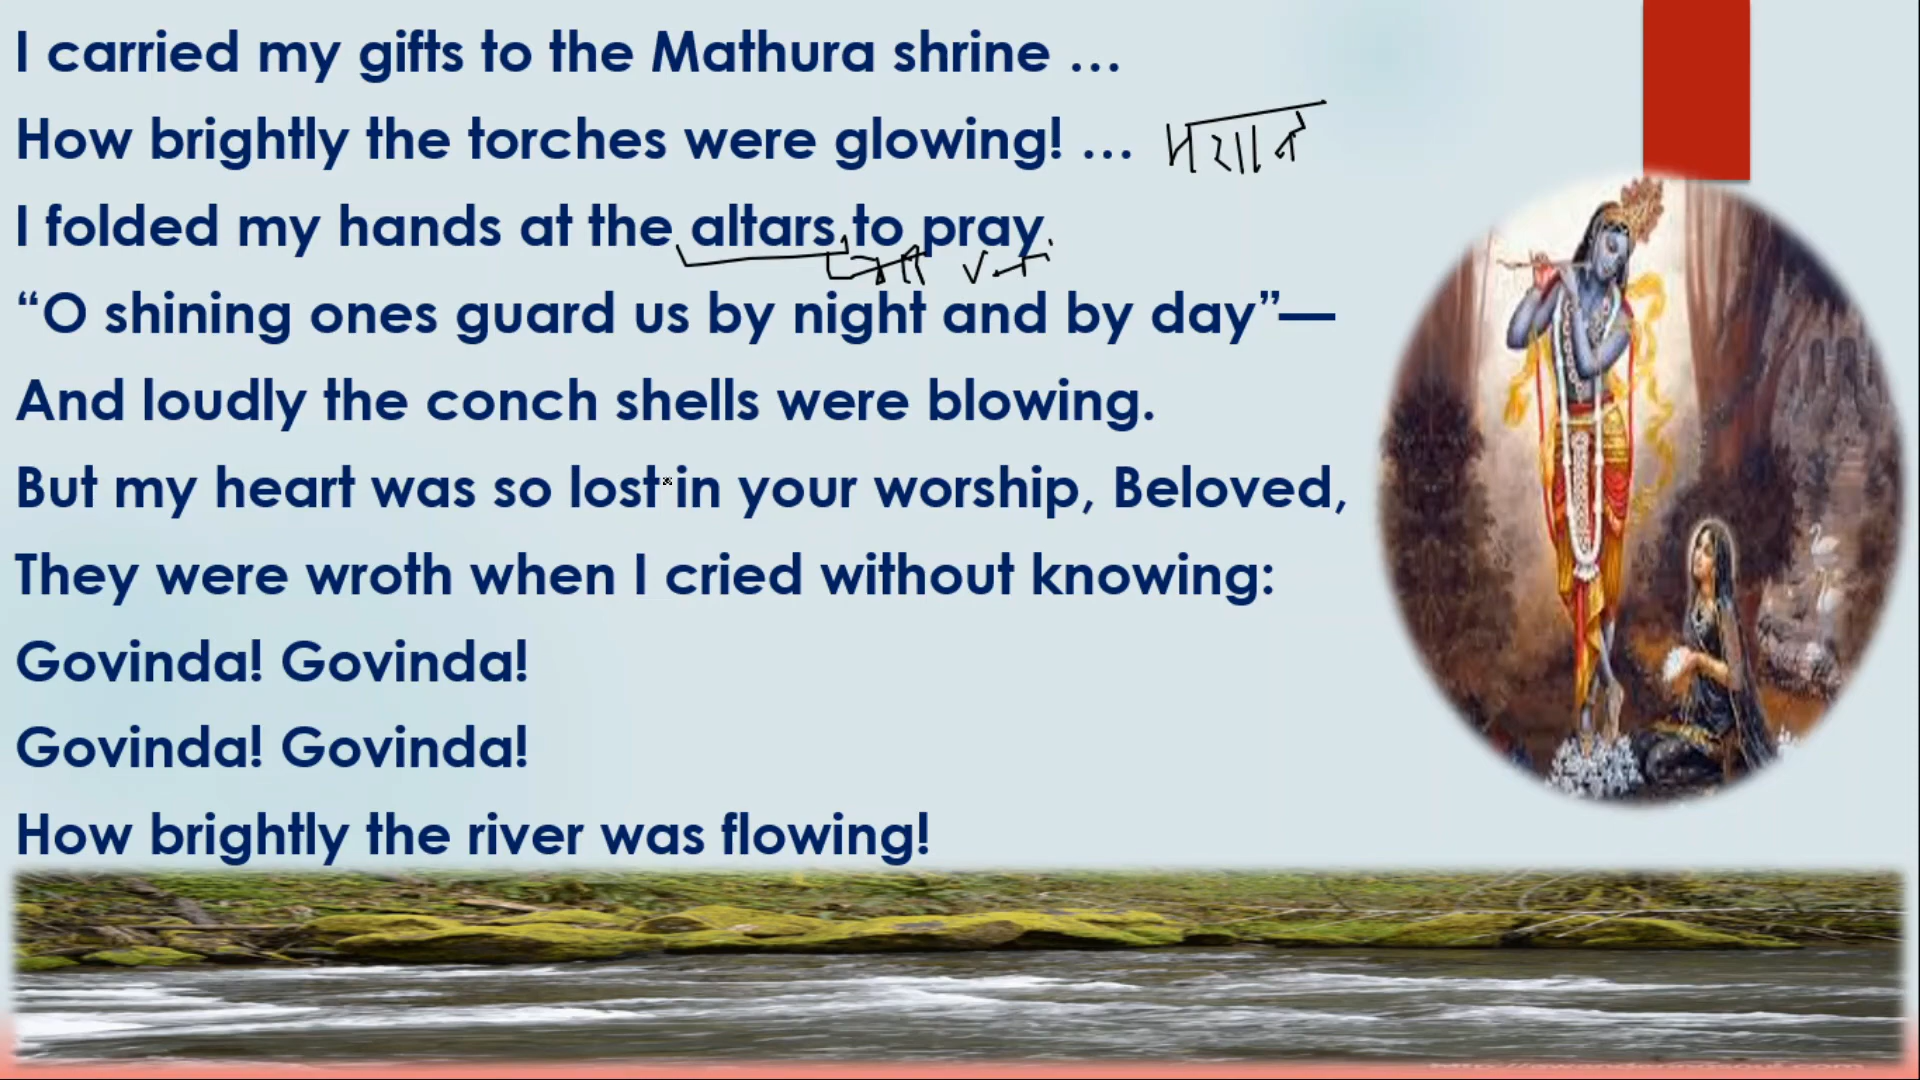 I carried my gifts to the Mathura shrine …
How brightly the torches were glowing! …
I folded my hands at the altars to pray
“O shining ones guard us by night and by day”—
And loudly the conch shells were blowing.
But my heart was so lost in your worship, Beloved,
They were wroth when I cried without knowing:
Govinda! Govinda!
Govinda! Govinda!
How brightly the river was flowing!